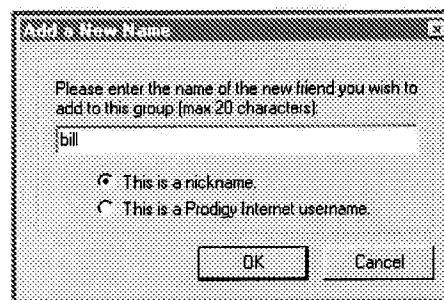 Add a New Name
Please enter the name of the new friend you wish to
add to this group (max 20 characters):
bill
This is a nickname.
This is a Prodigy Internet username.
OK
Cancel